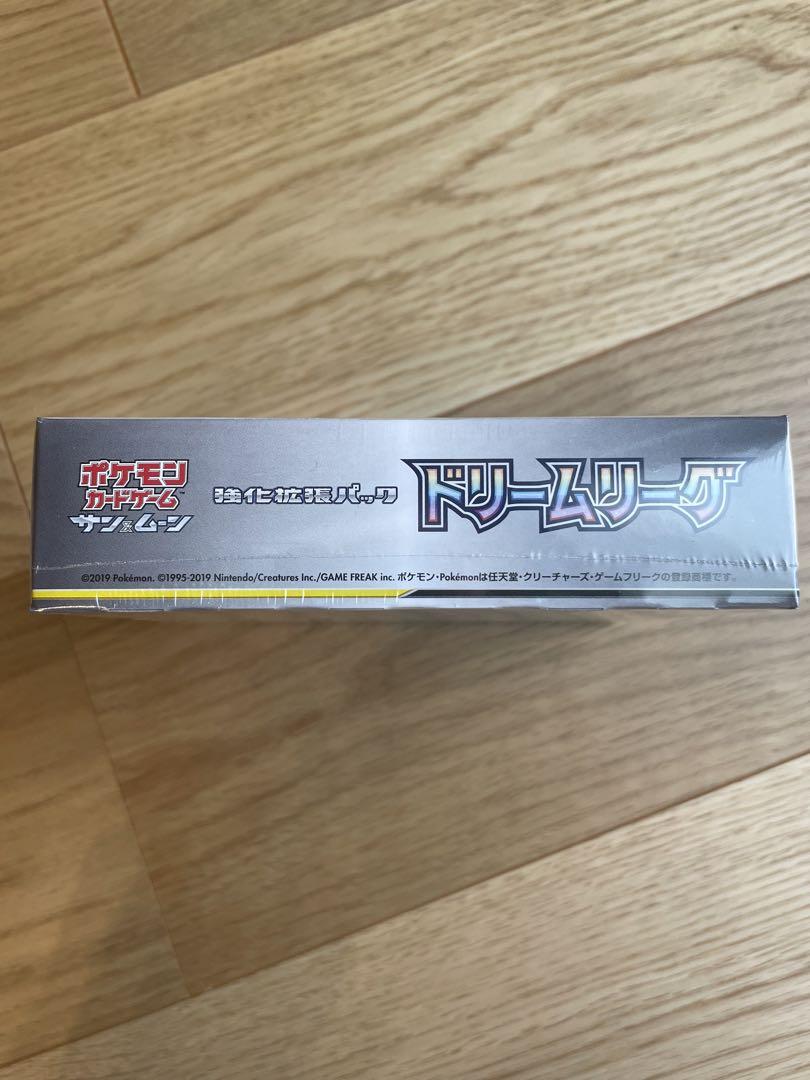 ポケモン
カードゲーム™
サン&ムーン
強化拡張パック
ドリームリーグ
©2019 Pokémon. ©1995-2019 Nintendo/Creatures Inc./GAME FREAK inc. ポケモン・Pokémonは任天堂・クリーチャーズ・ゲームフリークの登録商標です。